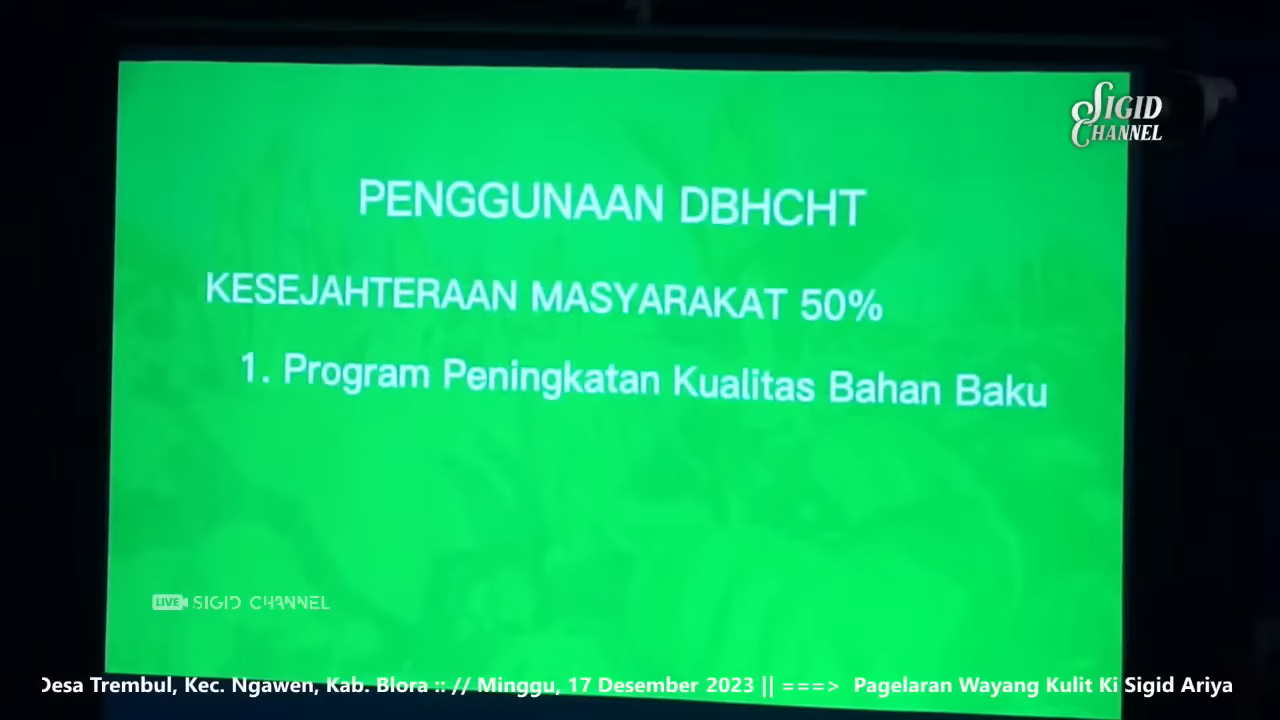 SIGID
CHANNEL
PENGGUNAAN DBHCHT
KESEJAHTERAAN MASYARAKAT 50%
1. Program Peningkatan Kualitas Bahan Baku
LIVE SIGID CHANNEL
Desa Trembul, Kec. Ngawen, Kab. Blora :: // Minggu, 17 Desember 2023 || ===> Pagelaran Wayang Kulit Ki Sigid Ariya